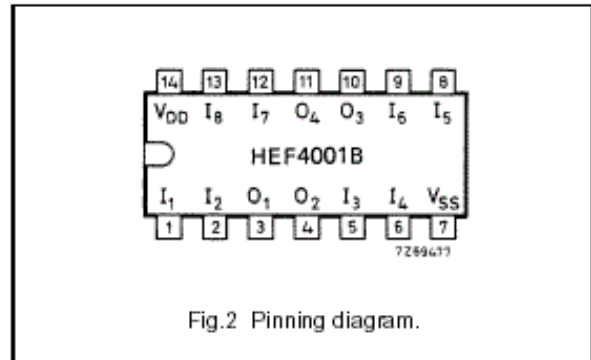 14 13 12 11 10 9 8
VDD I8 I7 O4 O3 I6 I5
HEF4001B
I1 I2 O1 O2 I3 I4 VSS
1 2 3 4 5 6 7
7Z69477
Fig.2 Pinning diagram.